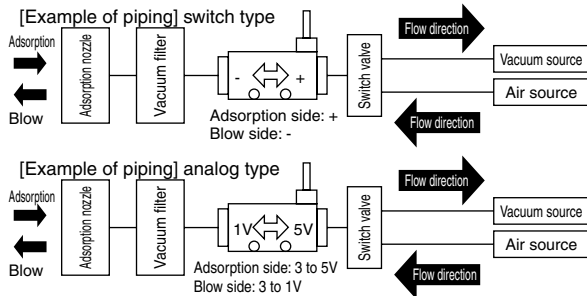 [Example of piping] switch type
Adsorption
Blow
Adsorption nozzle
Vacuum filter
- +
Adsorption side: +
Blow side: -
Switch valve
Flow direction
Vacuum source
Air source
Flow direction
[Example of piping] analog type
Adsorption
Blow
Adsorption nozzle
Vacuum filter
1V 5V
Adsorption side: 3 to 5V
Blow side: 3 to 1V
Switch valve
Flow direction
Vacuum source
Air source
Flow direction